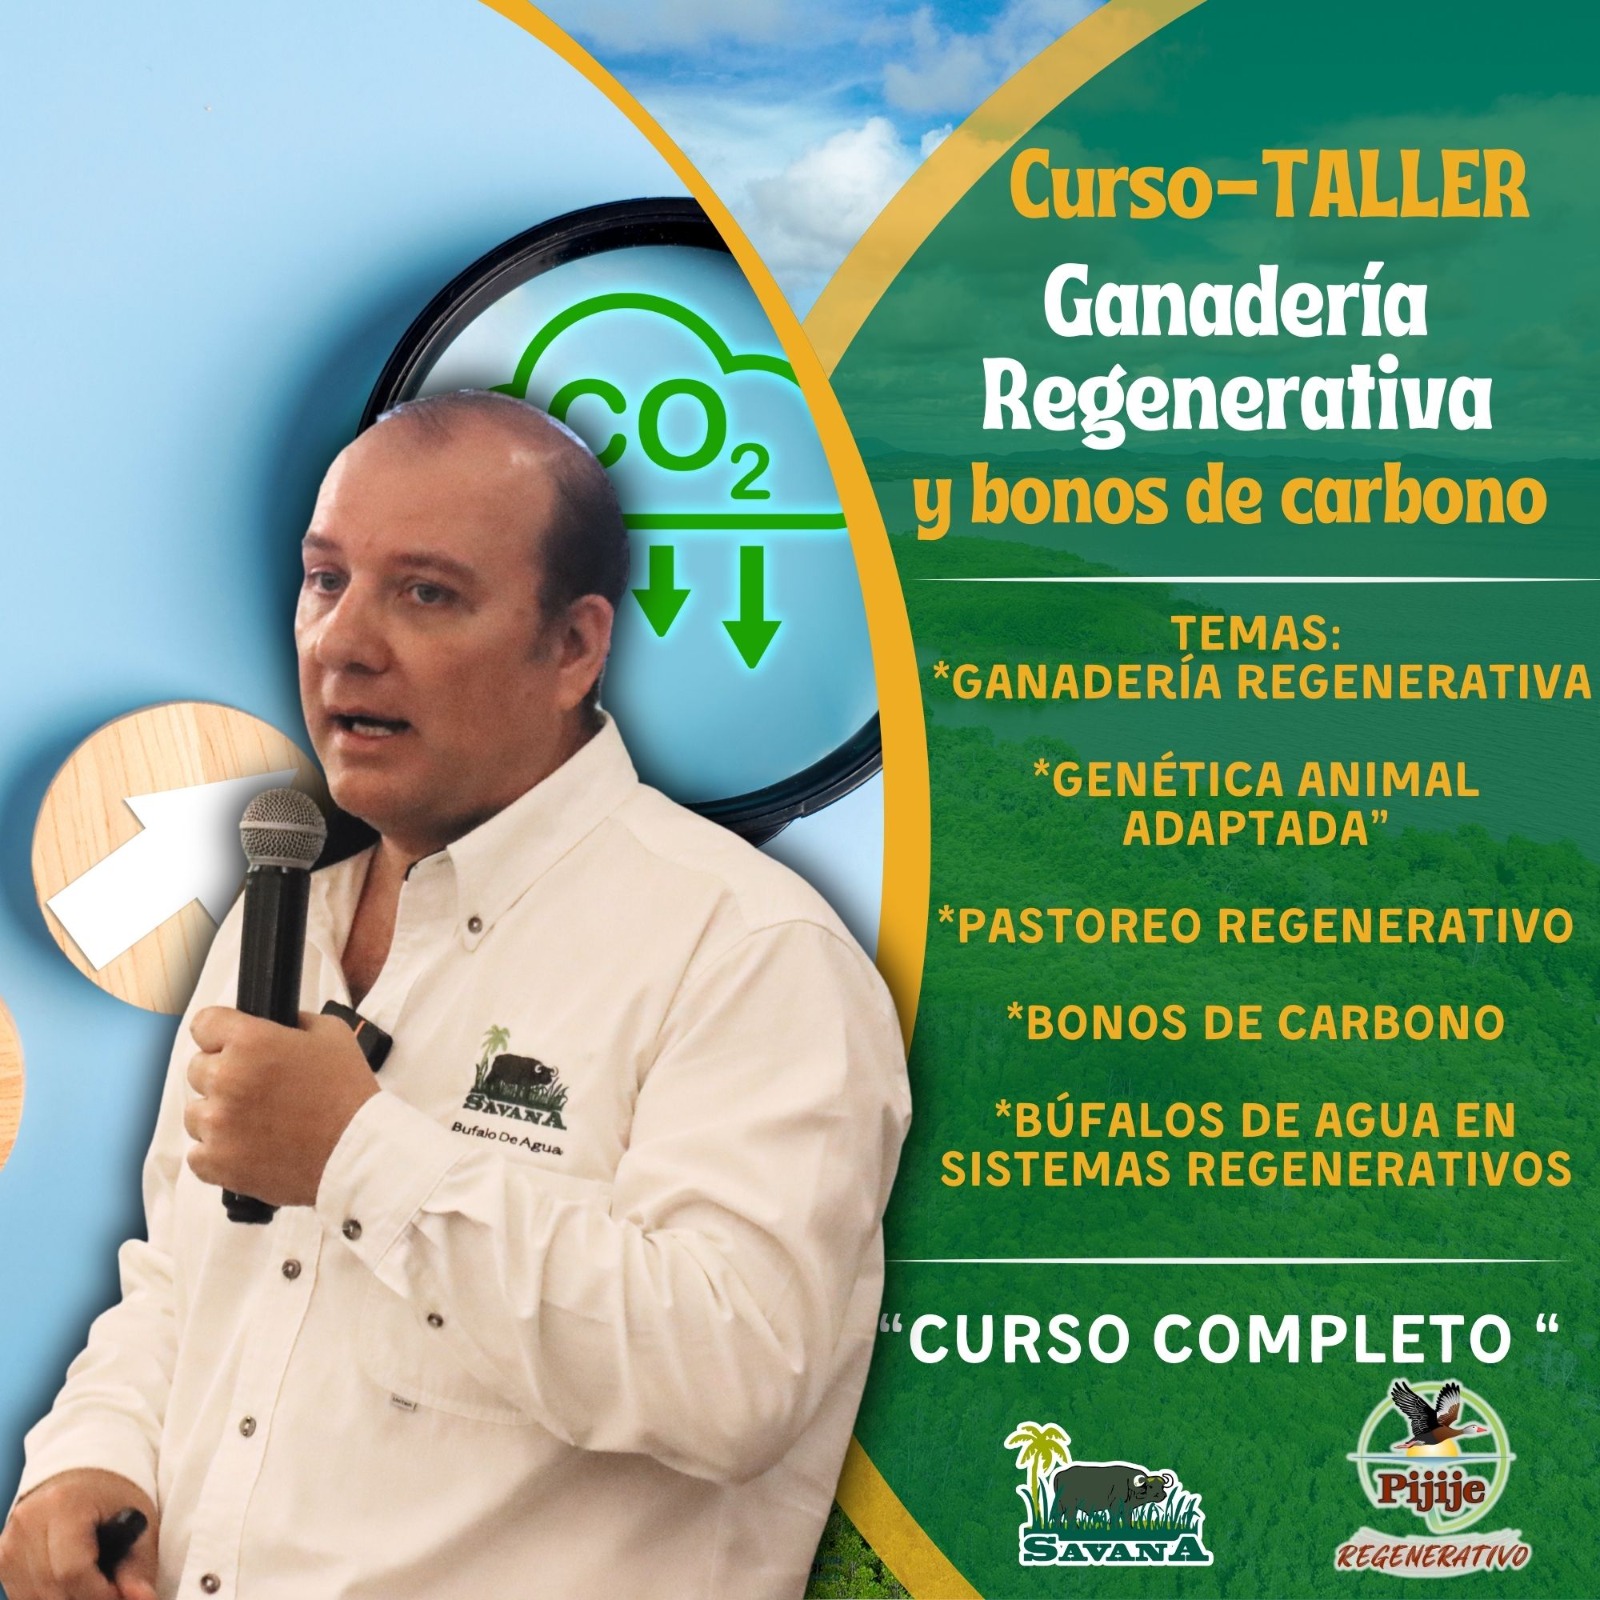 Curso-TALLER
Ganadería
Regenerativa
y bonos de carbono
TEMAS:
*GANADERÍA REGENERATIVA
*GENÉTICA ANIMAL
ADAPTADA”
*PASTOREO REGENERATIVO
*BONOS DE CARBONO
*BÚFALOS DE AGUA EN
SISTEMAS REGENERATIVOS
“CURSO COMPLETO “
CO2
SAVANA
Bufalo De Agua
SAVANA
Pijije
REGENERATIVO